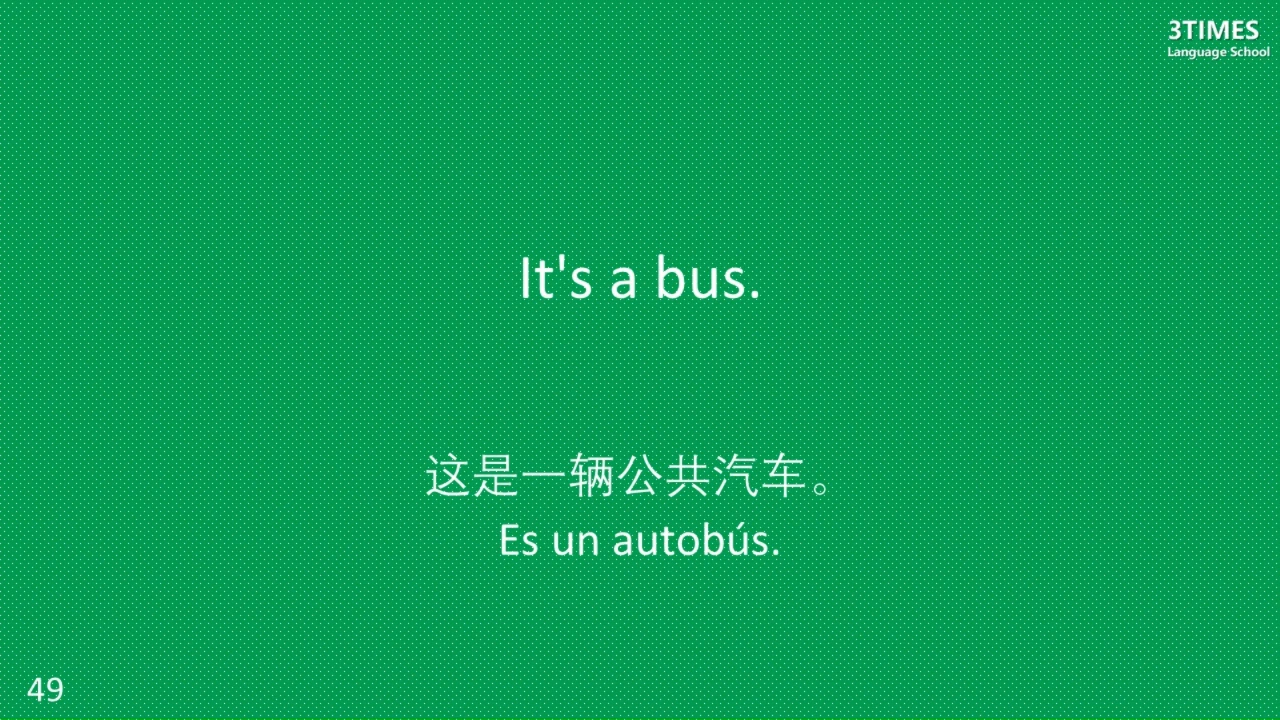 3TIMES
Language School
It's a bus.
这是一辆公共汽车。
Es un autobús.
49